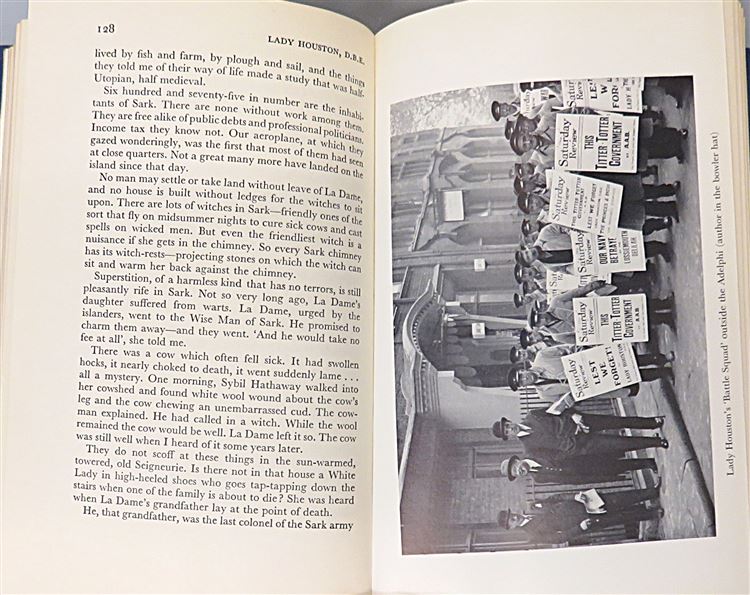 128
LADY HOUSTON, D.B.E.
lived by fish and farm, by plough and sail, and the things
they told me of their way of life made a study that was half-
Utopian, half medieval.
Six hundred and seventy-five in number are the inhabi-
tants of Sark. There are none without work among them.
They are free alike of public debts and professional politicians.
Income tax they know not. Our aeroplane, at which they
gazed wonderingly, was the first that most of them had seen
at close quarters. Not a great many more have landed on the
island since that day.
No man may settle or take land without leave of La Dame,
and no house is built without ledges for the witches to sit
upon. There are lots of witches in Sark—friendly ones of the
sort that fly on midsummer nights to cure sick cows and cast
spells on wicked men. But even the friendliest witch is a
nuisance if she gets in the chimney. So every Sark chimney
has its witch-rests—projecting stones on which the witch can
sit and warm her back against the chimney.
Superstition, of a harmless kind that has no terrors, is still
pleasantly rife in Sark. Not so very long ago, La Dame's
daughter suffered from warts. La Dame, urged by the
islanders, went to the Wise Man of Sark. He promised to
charm them away—and they went. 'And he would take no
fee at all', she told me.
There was a cow which often fell sick. It had swollen
hocks, it nearly choked to death, it went suddenly lame . . .
all a mystery. One morning, Sybil Hathaway walked into
her cowshed and found white wool wound about the cow's
leg and the cow chewing an unembarrassed cud. The cow-
man explained. He had called in a witch. While the wool
remained the cow would be well. La Dame left it so. The cow
was still well when I heard of it some years later.
They do not scoff at these things in the sun-warmed,
towered, old Seigneurie. Is there not in that house a White
Lady in high-heeled shoes who goes tap-tapping down the
stairs when one of the family is about to die? She was heard
when La Dame's grandfather lay at the point of death.
He, that grandfather, was the last colonel of the Sark army
Saturday
Review
LEST
WE
FORGET!
LADY HOUSTON
Saturday
Review
THIS
TITTER TOTTER
GOVERNMENT
BY
A.A.B
Saturday
Review
OUR NAVY
BETRAYED
LOSSIEMOUTH
DELILAH
Saturday
Review
THIS TITTER TOTTER
GOVERNMENT
LEST WE FORGET
Saturday
Review
THIS
TITTER TOTTER
GOVERNMENT
BY
A.A.B
Saturday
Review
Lady Houston's 'Battle Squad' outside the Adelphi (author in the bowler hat)